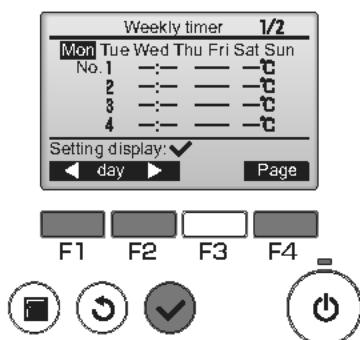 Weekly timer 1/2
Mon Tue Wed Thu Fri Sat Sun
No. 1 --:-- —— —℃
2 --:-- —— —℃
3 --:-- —— —℃
4 --:-- —— —℃
Setting display: ✔
◀ day ▶ Page
F1 F2 F3 F4